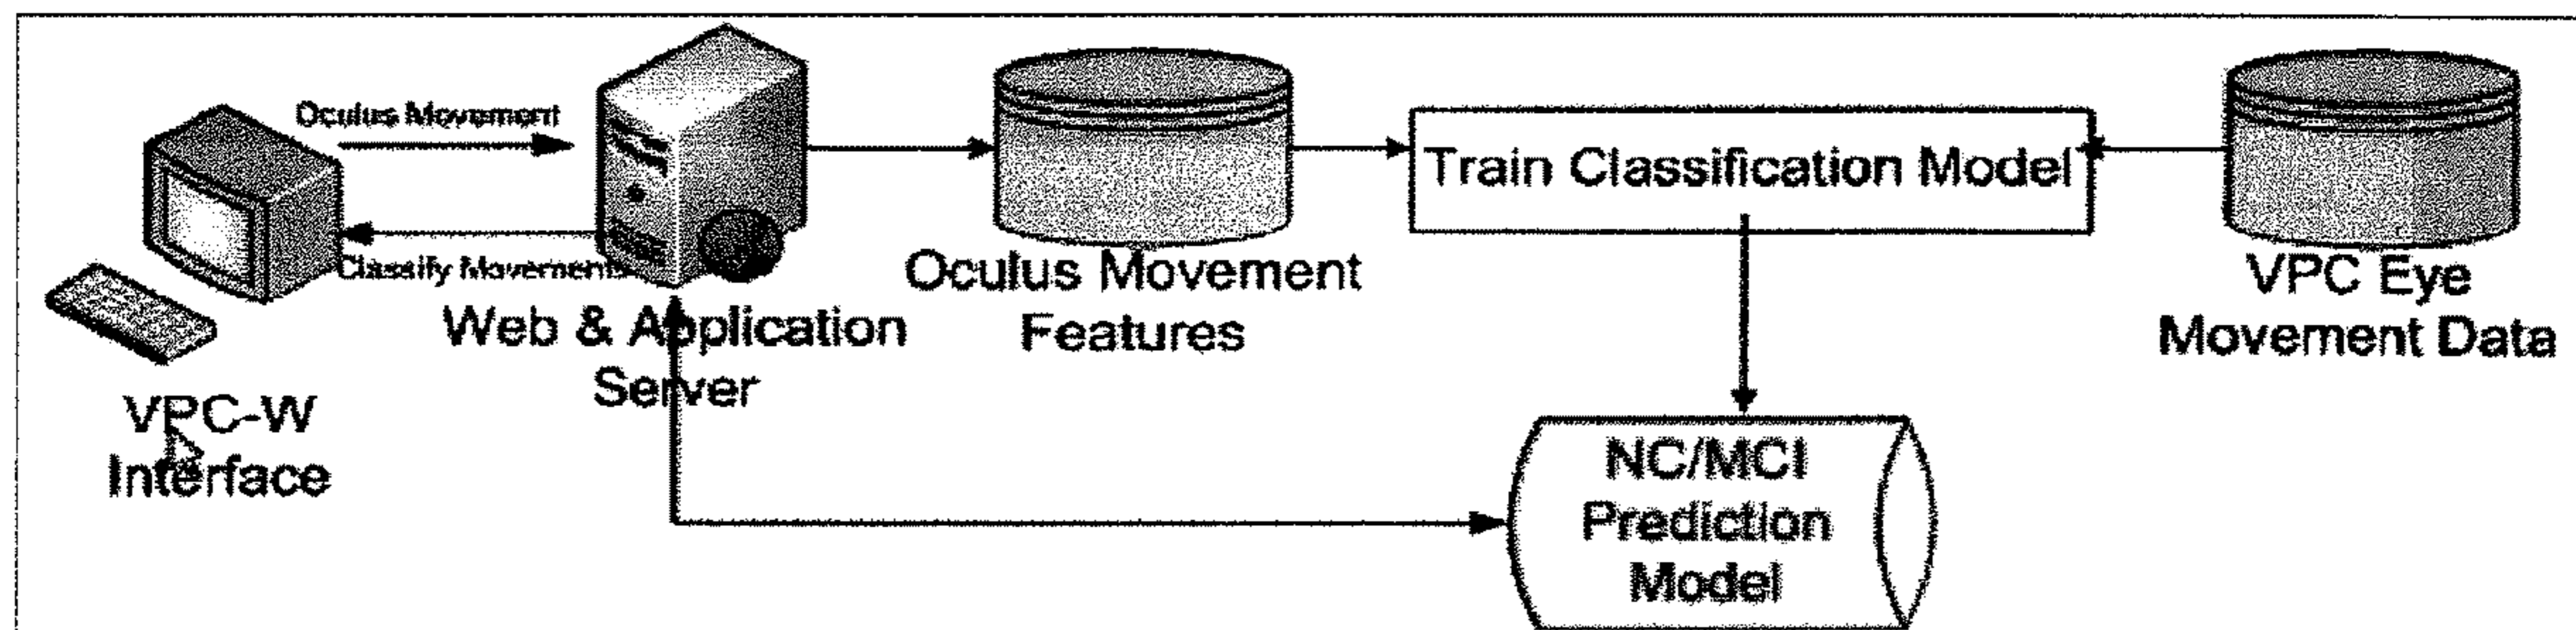 Oculus Movement
Classify Movements
VPC-W
Interface
Web & Application
Server
Oculus Movement
Features
Train Classification Model
VPC Eye
Movement Data
NC/MCI
Prediction
Model